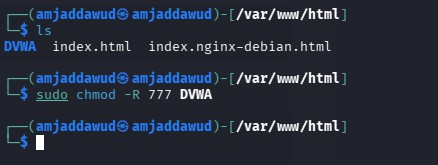 ┌──(amjaddawud㉿amjaddawud)-[/var/www/html]
└─$ ls
DVWA  index.html  index.nginx-debian.html

┌──(amjaddawud㉿amjaddawud)-[/var/www/html]
└─$ sudo chmod -R 777 DVWA

┌──(amjaddawud㉿amjaddawud)-[/var/www/html]
└─$